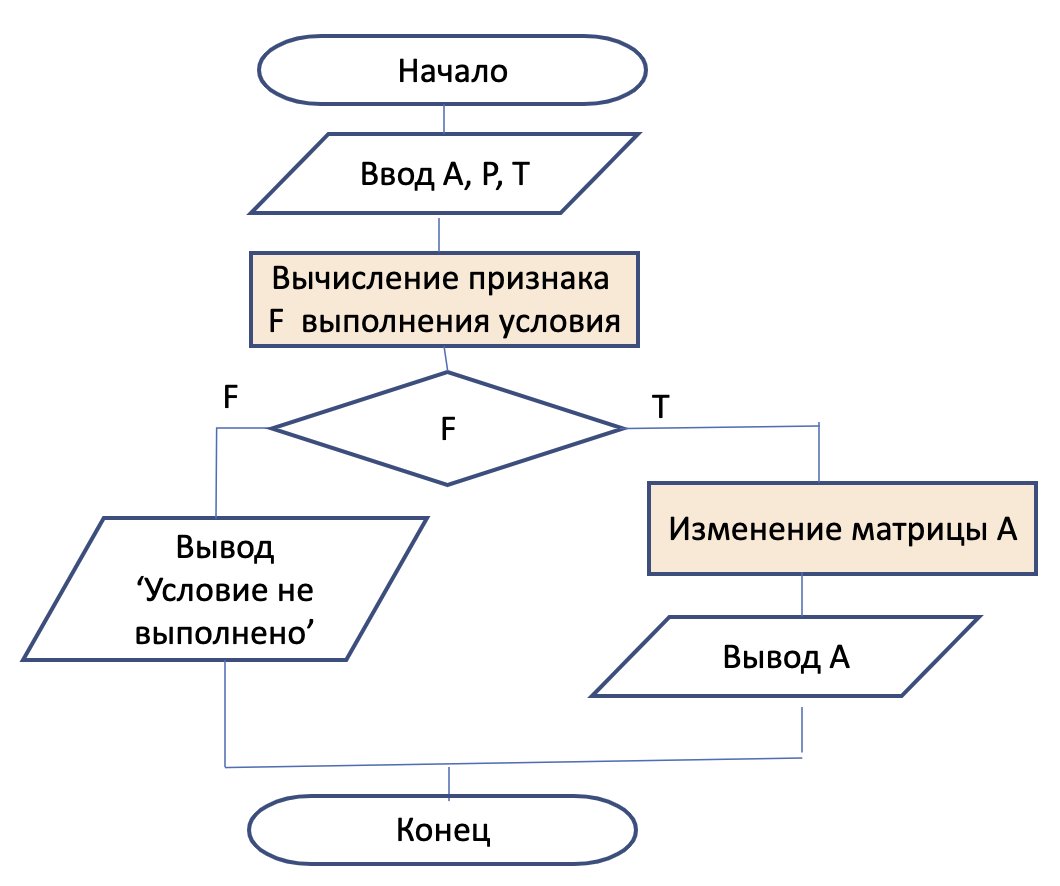 Начало
Ввод A, P, T
Вычисление признака
F выполнения условия
F
F
T
Изменение матрицы A
Вывод
‘Условие не
выполнено’
Вывод A
Конец